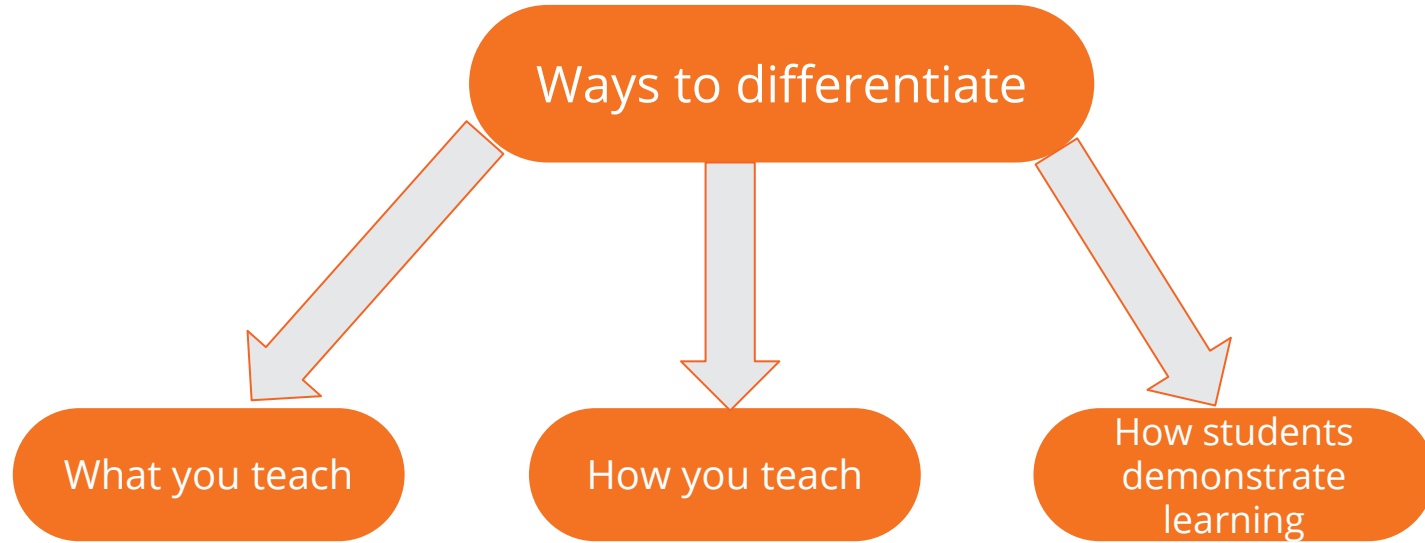 Ways to differentiate
What you teach
How you teach
How students
demonstrate
learning